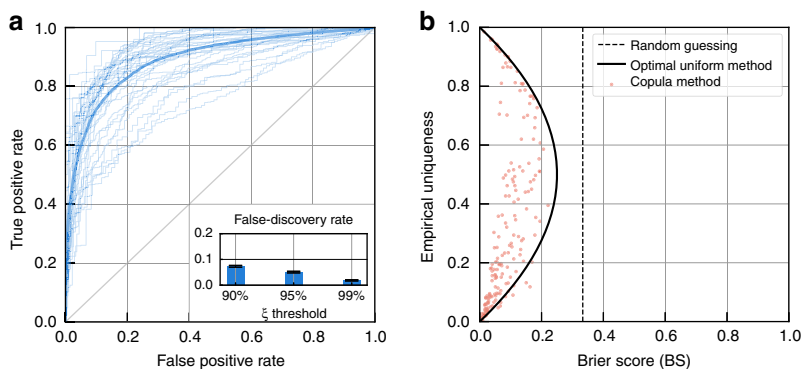 a
True positive rate
1.0
0.8
0.6
0.4
0.2
0.0
0.0 0.2 0.4 0.6 0.8 1.0
False positive rate
False-discovery rate
0.2
0.1
0.0
90% 95% 99%
ξ threshold
b
Empirical uniqueness
1.0
0.8
0.6
0.4
0.2
0.0
0.0 0.2 0.4 0.6 0.8 1.0
Brier score (BS)
Random guessing
Optimal uniform method
Copula method